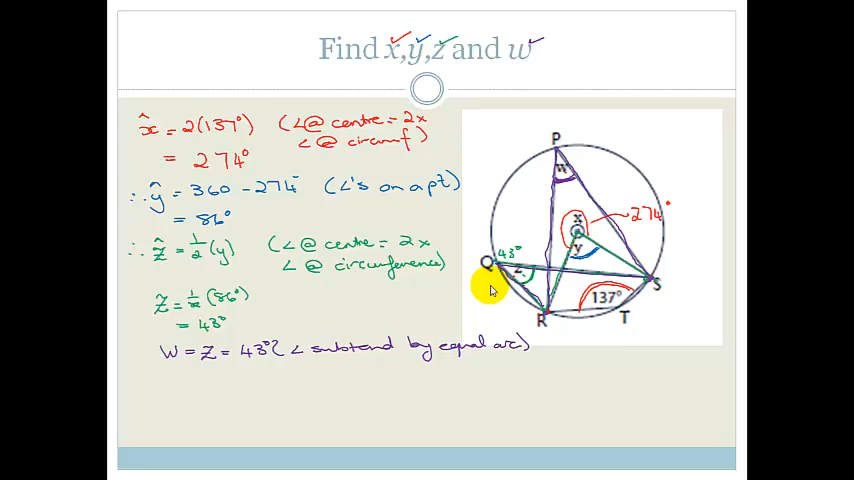 Find x,y,z and w
x̂ = 2(137°) (∠@ centre = 2x
∠@ circumf)
= 274°
∴ ŷ = 360 - 274° (∠'s on a pt)
= 86°
∴ ẑ = 1/2 (y) (∠ @ centre = 2x
∠ @ circumference)
ẑ = 1/2 (86°)
= 43°
W = Z = 43° (∠ subtend by equal arc)
P
w
x
274°
y
43°
Q
z
S
137°
R
T